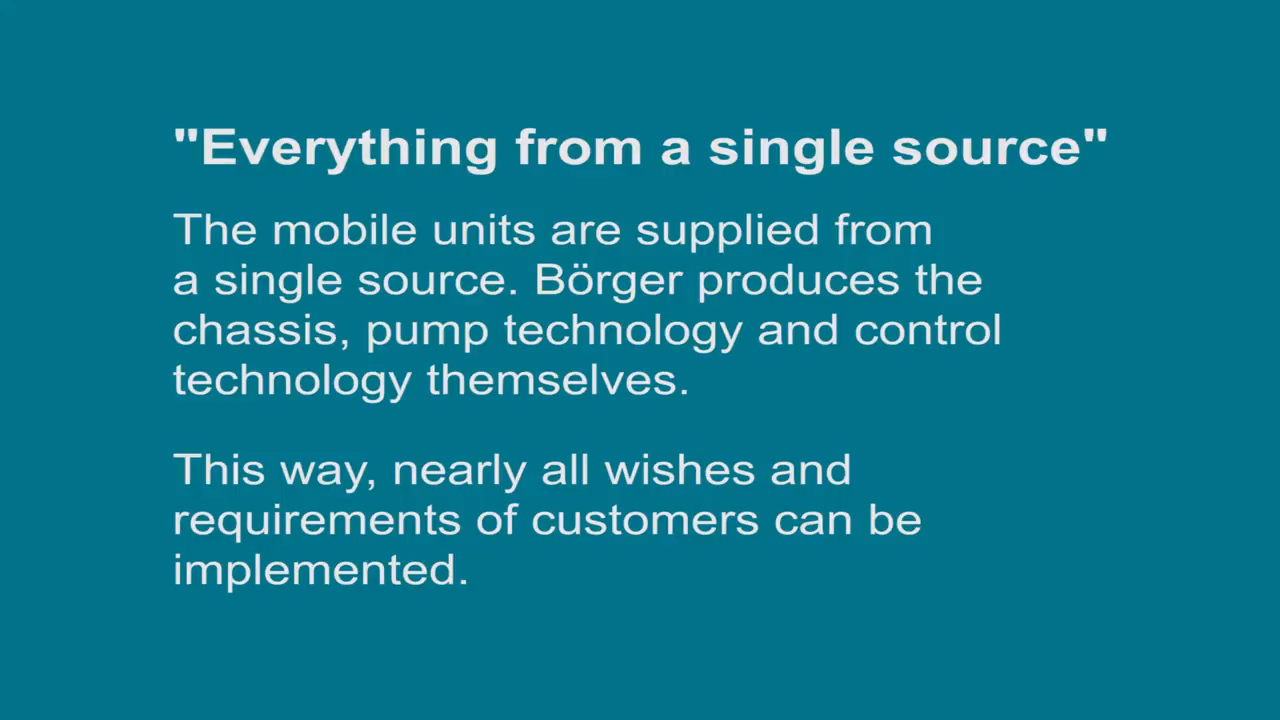 "Everything from a single source"
The mobile units are supplied from
a single source. Börger produces the
chassis, pump technology and control
technology themselves.
This way, nearly all wishes and
requirements of customers can be
implemented.